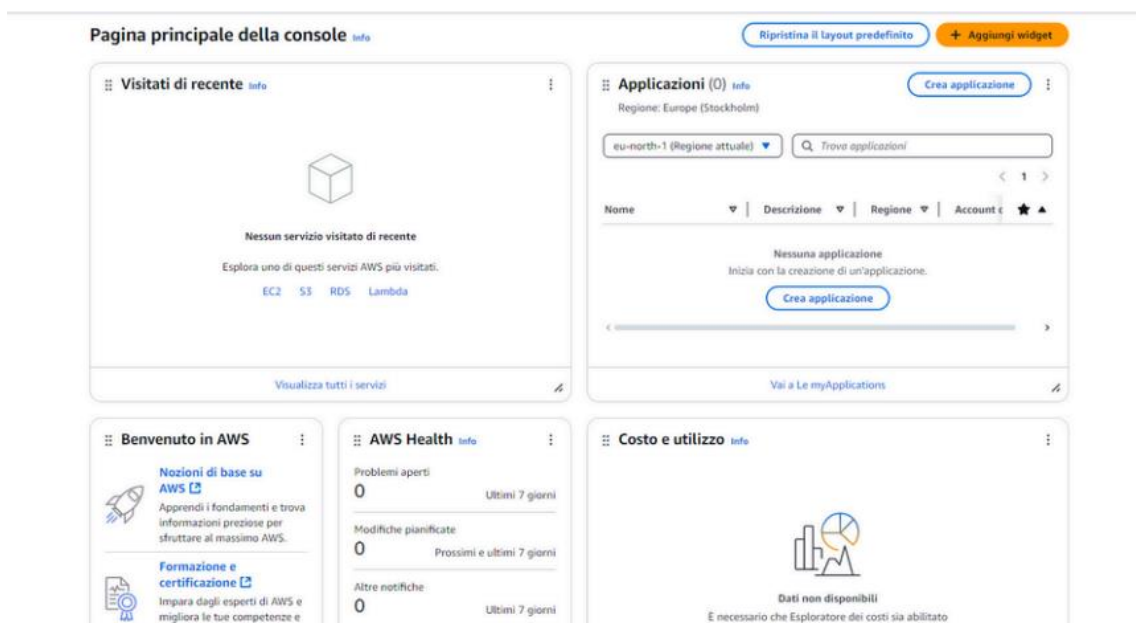 Pagina principale della console Info
Ripristina il layout predefinito
+ Aggiungi widget
Visitati di recente Info
Nessun servizio visitato di recente
Esplora uno di questi servizi AWS più visitati.
EC2 S3 RDS Lambda
Visualizza tutti i servizi
Applicazioni (0) Info
Crea applicazione
Regione: Europe (Stockholm)
eu-north-1 (Regione attuale)
Trova applicazioni
1
Nome Descrizione Regione Account
Nessuna applicazione
Inizia con la creazione di un'applicazione.
Crea applicazione
Vai a Le myApplications
Benvenuto in AWS
Nozioni di base su
AWS
Apprendi i fondamenti e trova
informazioni preziose per
sfruttare al massimo AWS.
Formazione e
certificazione
Impara dagli esperti di AWS e
migliora le tue competenze e
AWS Health Info
Problemi aperti
0 Ultimi 7 giorni
Modifiche pianificate
0 Prossimi e ultimi 7 giorni
Altre notifiche
0 Ultimi 7 giorni
Costo e utilizzo Info
Dati non disponibili
È necessario che Esploratore dei costi sia abilitato